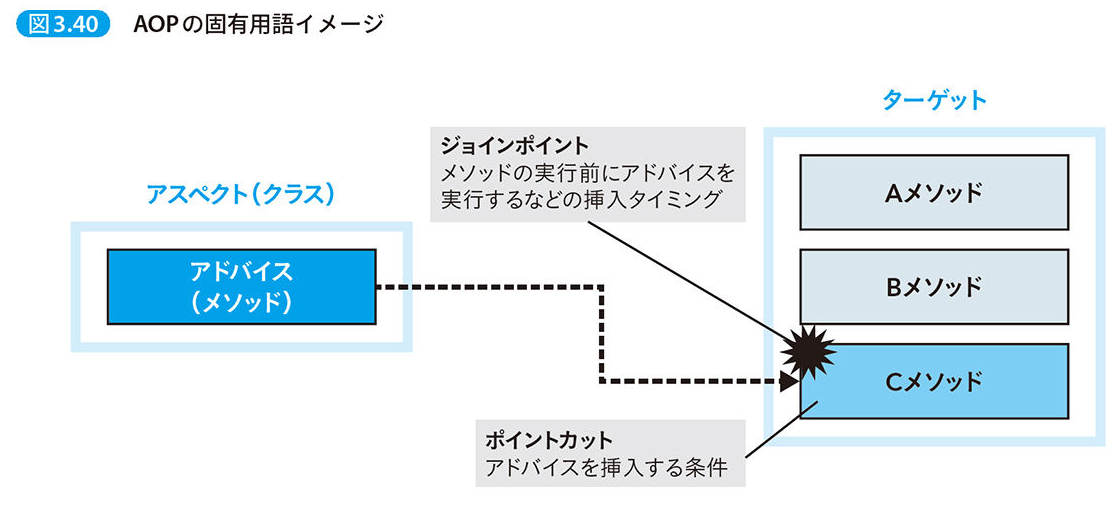 図3.40 AOPの固有用語イメージ
ターゲット
ジョインポイント
メソッドの実行前にアドバイスを
実行するなどの挿入タイミング
アスペクト（クラス）
アドバイス
（メソッド）
Aメソッド
Bメソッド
Cメソッド
ポイントカット
アドバイスを挿入する条件